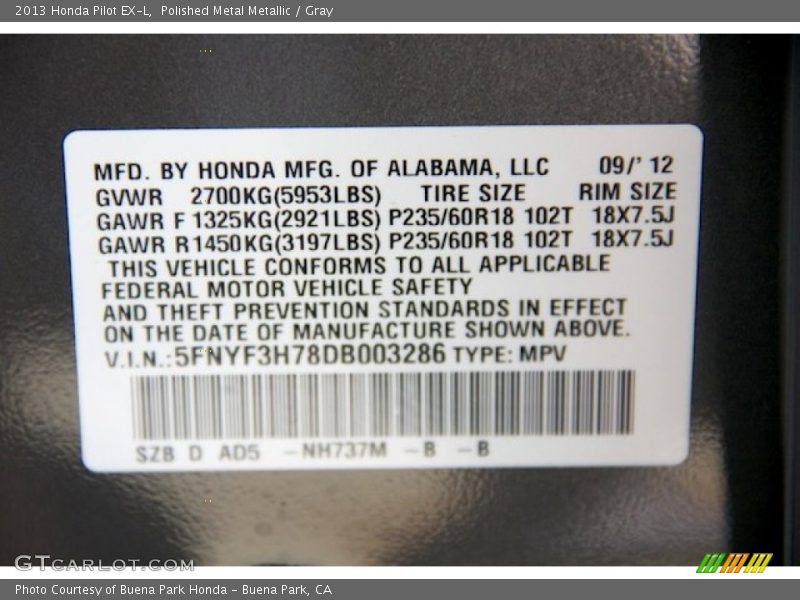 2013 Honda Pilot EX-L,  Polished Metal Metallic / Gray
MFD. BY HONDA MFG. OF ALABAMA, LLC 09/' 12
GVWR 2700KG(5953LBS) TIRE SIZE RIM SIZE
GAWR F 1325KG(2921LBS) P235/60R18 102T 18X7.5J
GAWR R 1450KG(3197LBS) P235/60R18 102T 18X7.5J
THIS VEHICLE CONFORMS TO ALL APPLICABLE
FEDERAL MOTOR VEHICLE SAFETY
AND THEFT PREVENTION STANDARDS IN EFFECT
ON THE DATE OF MANUFACTURE SHOWN ABOVE.
V.I.N.: 5FNYF3H78DB003286 TYPE: MPV
SZB D AD5 -NH737M -B -B
GTCARLOT.COM
Photo Courtesy of Buena Park Honda - Buena Park, CA